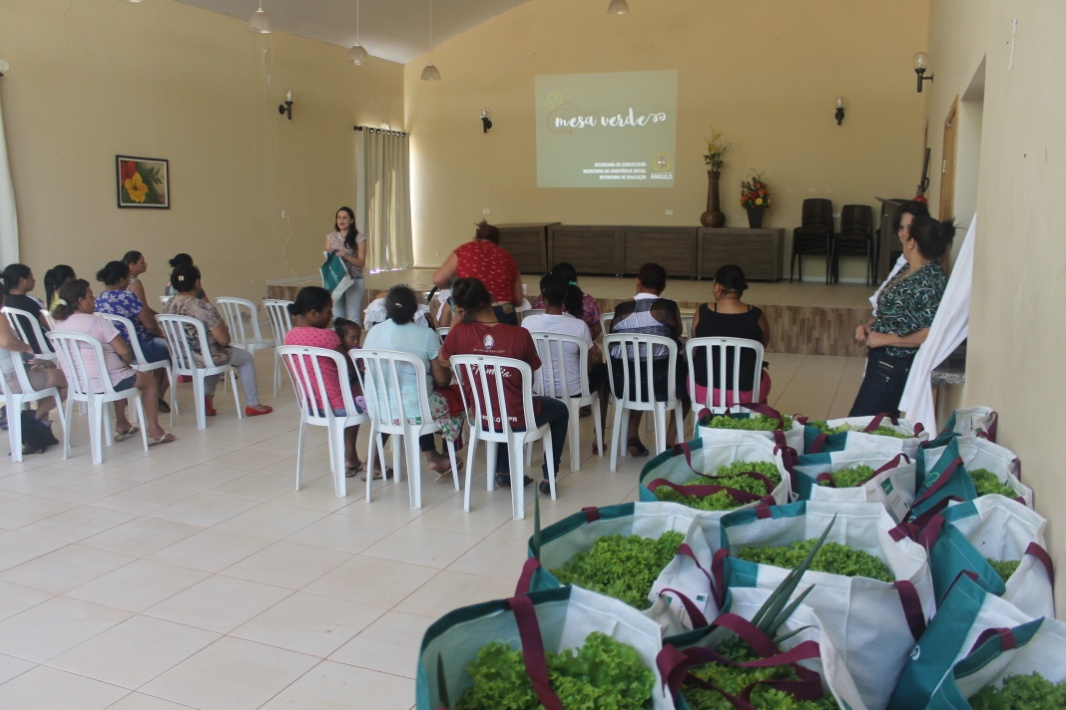 mesa verde
SECRETARIA DE AGRICULTURA
SECRETARIA DE ASSISTÊNCIA SOCIAL
SECRETARIA DE EDUCAÇÃO
ÂNGULO